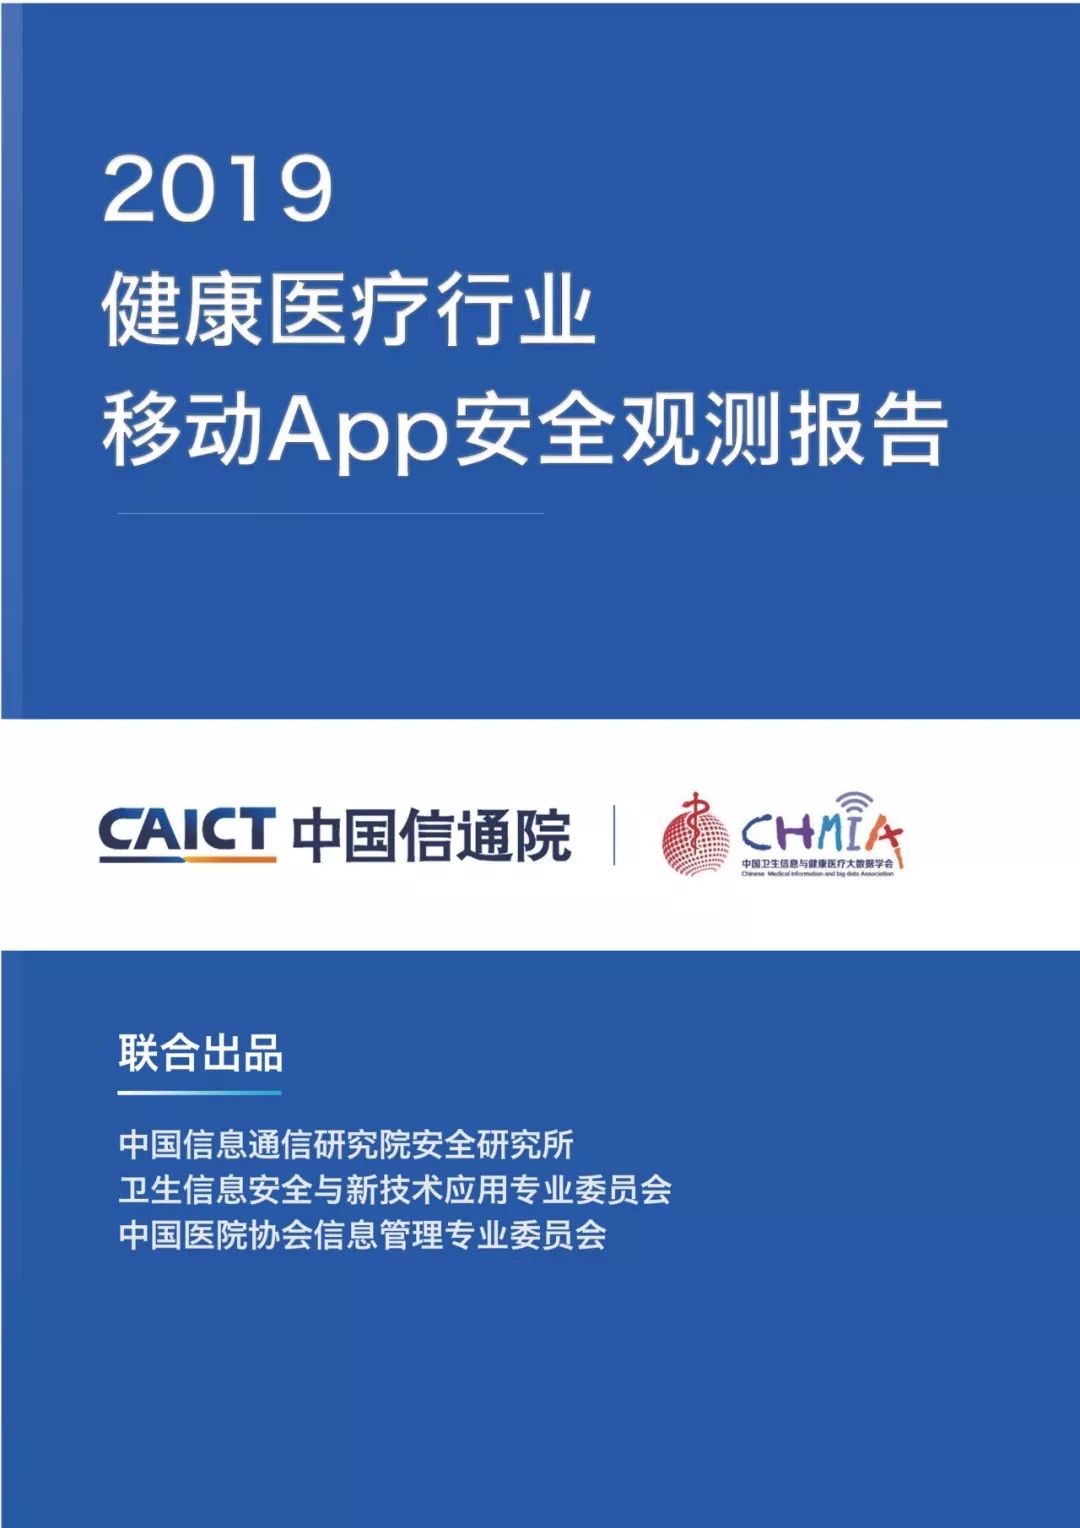 2019
健康医疗行业
移动App安全观测报告
CAICT 中国信通院
CHMIA
中国卫生信息与健康医疗大数据学会
Chinese Medical Information and big data Association
联合出品
中国信息通信研究院安全研究所
卫生信息安全与新技术应用专业委员会
中国医院协会信息管理专业委员会